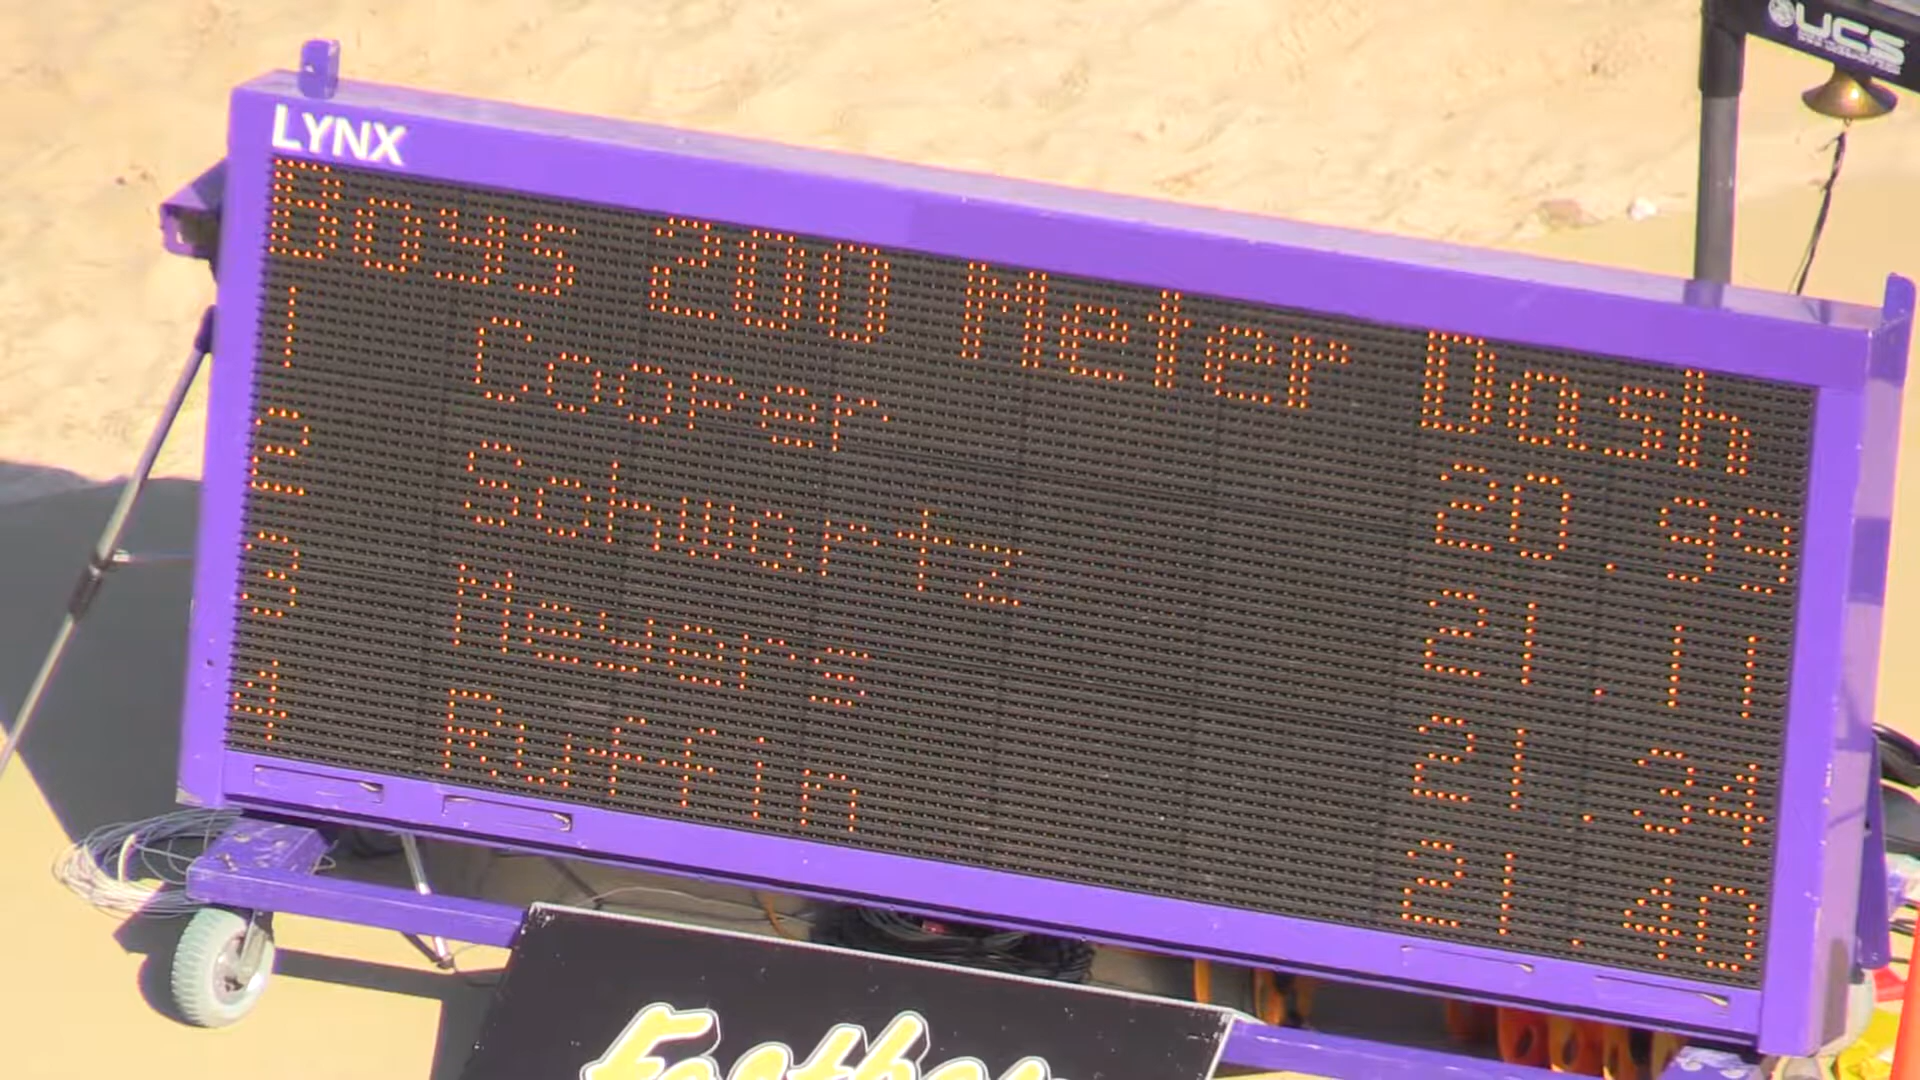 UCS
LYNX
Boys 200 Meter Dash
1 Cooper 20.99
2 Schwartz 21.11
3 Meyers 21.34
4 Ruffin 21.40